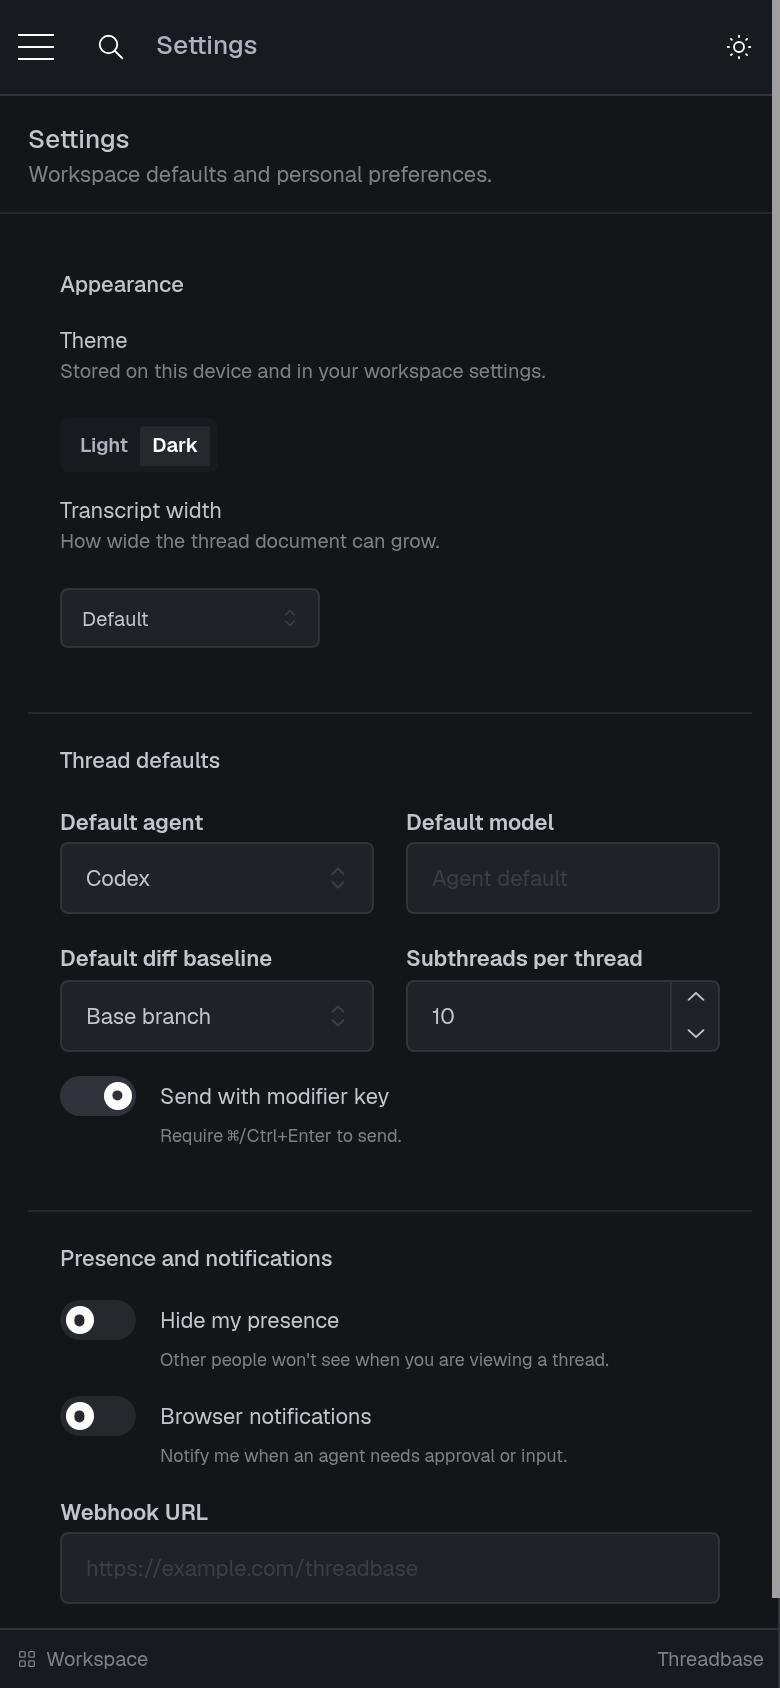 Settings
Settings
Workspace defaults and personal preferences.
Appearance
Theme
Stored on this device and in your workspace settings.
Light Dark
Transcript width
How wide the thread document can grow.
Default
Thread defaults
Default agent Default model
Codex Agent default
Default diff baseline Subthreads per thread
Base branch 10
Send with modifier key
Require ⌘/Ctrl+Enter to send.
Presence and notifications
Hide my presence
Other people won't see when you are viewing a thread.
Browser notifications
Notify me when an agent needs approval or input.
Webhook URL
https://example.com/threadbase
Workspace Threadbase